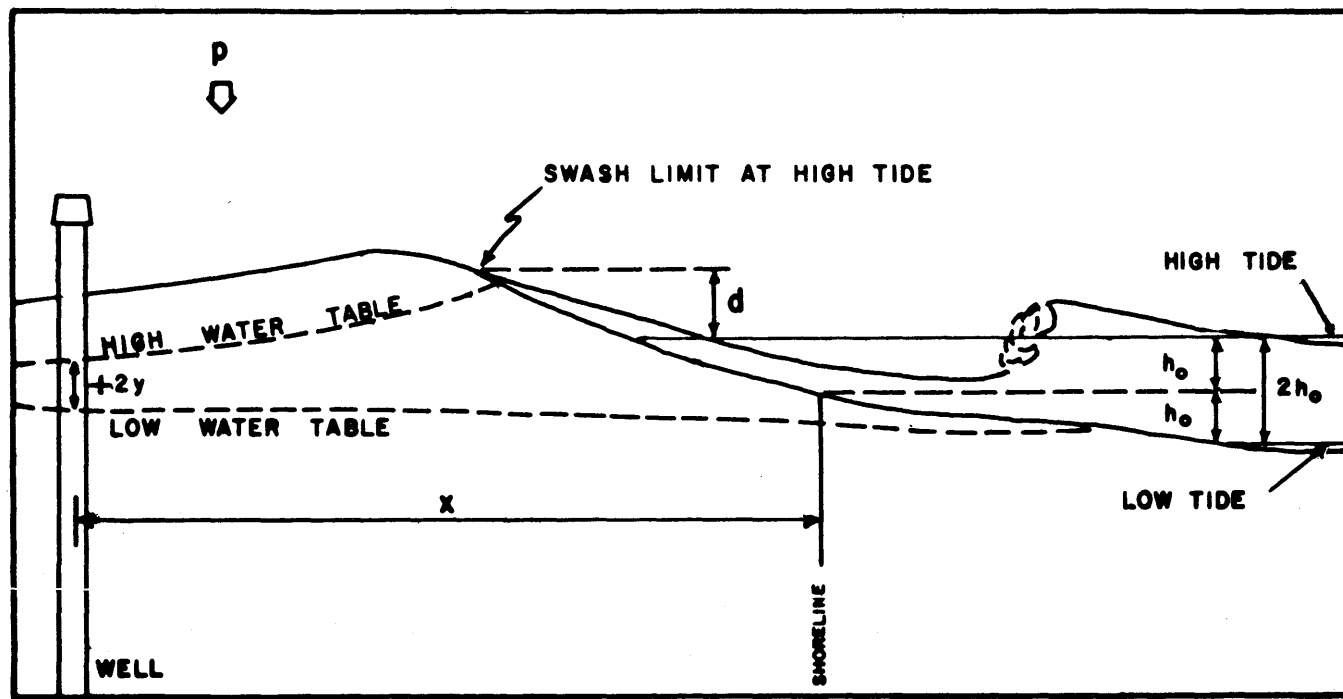 P
SWASH LIMIT AT HIGH TIDE
HIGH TIDE
d
HIGH WATER TABLE
2y
h₀
2h₀
h₀
LOW WATER TABLE
X
LOW TIDE
SHORELINE
WELL